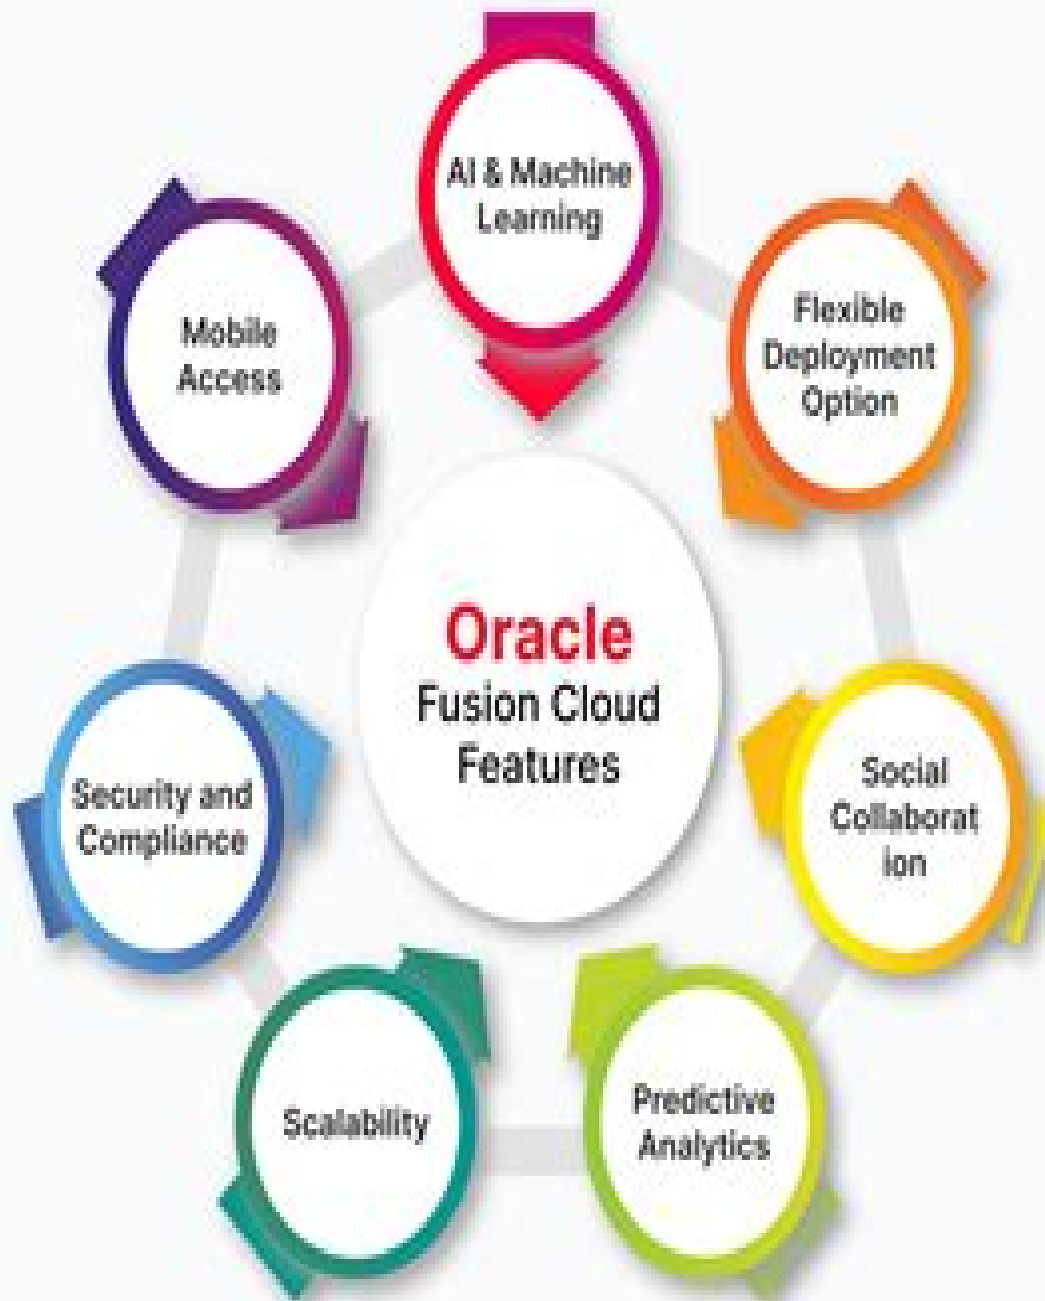 AI & Machine
Learning
Flexible
Deployment
Option
Social
Collaborat
ion
Predictive
Analytics
Scalability
Security and
Compliance
Mobile
Access
Oracle
Fusion Cloud
Features